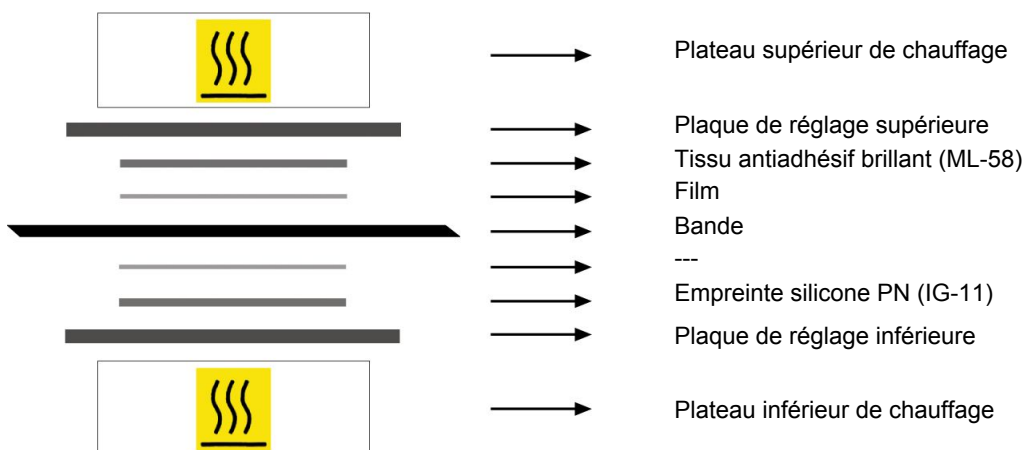 Plateau supérieur de chauffage
Plaque de réglage supérieure
Tissu antiadhésif brillant (ML-58)
Film
Bande
---
Empreinte silicone PN (IG-11)
Plaque de réglage inférieure
Plateau inférieur de chauffage